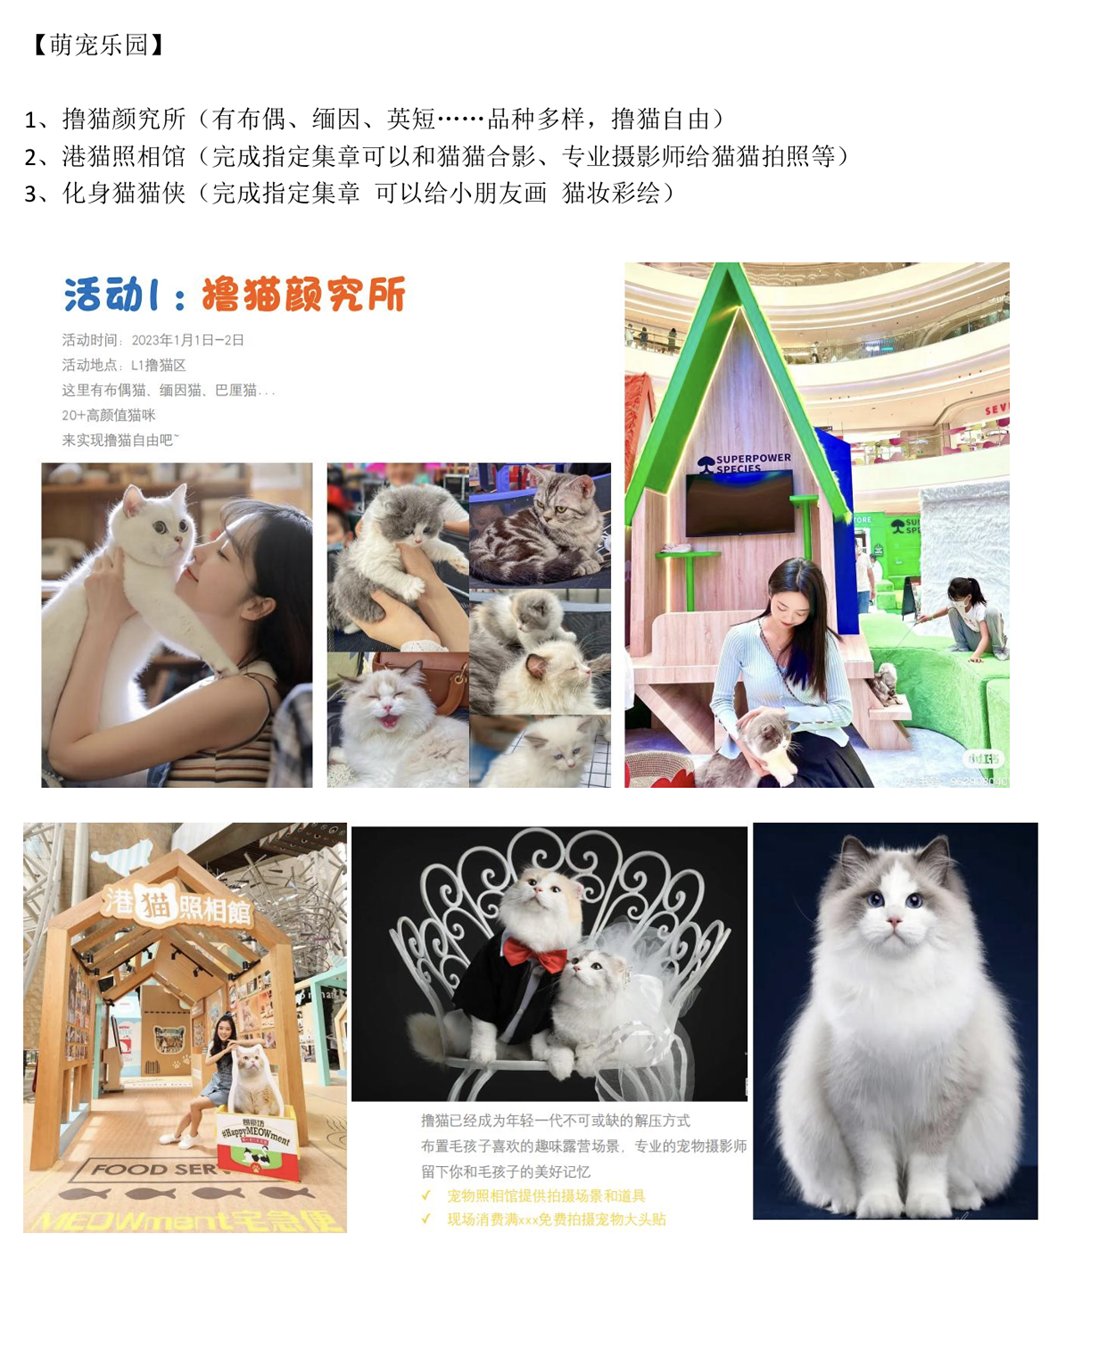 【萌宠乐园】
1、撸猫颜究所（有布偶、缅因、英短……品种多样，撸猫自由）
2、港猫照相馆（完成指定集章可以和猫猫合影、专业摄影师给猫猫拍照等）
3、化身猫猫侠（完成指定集章 可以给小朋友画 猫妆彩绘）
活动1：撸猫颜究所
活动时间：2023年1月1日-2日
活动地点：L1撸猫区
这里有布偶猫、缅因猫、巴厘猫...
20+高颜值猫咪
来实现撸猫自由吧~
SUPERPOWER
SPECIES
港猫照相館
#HappyMEOWment
FOOD SER
MEOWment宅急便
撸猫已经成为年轻一代不可或缺的解压方式
布置毛孩子喜欢的趣味露营场景，专业的宠物摄影师
留下你和毛孩子的美好记忆
✓ 宠物照相馆提供拍摄场景和道具
✓ 现场消费满xxx免费拍摄宠物大头贴